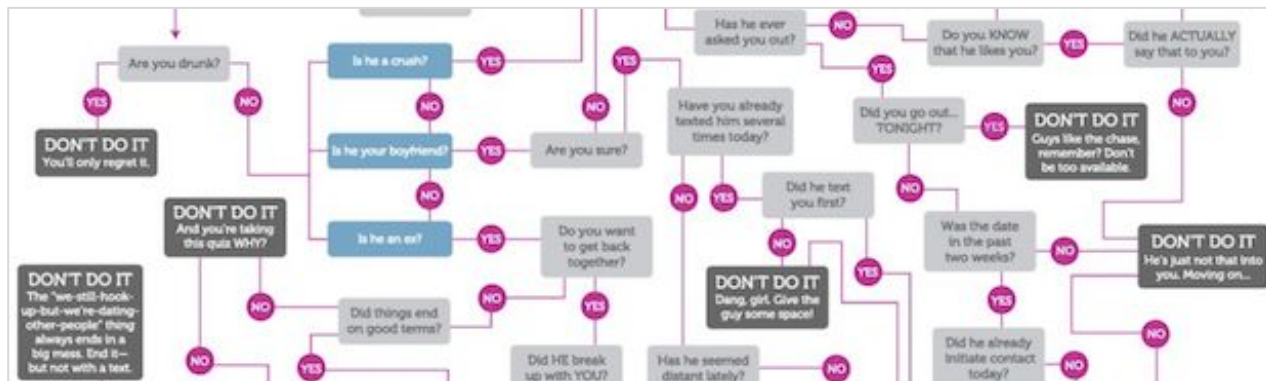 Are you drunk?
YES
NO
DON'T DO IT
You'll only regret it.
Is he a crush?
YES
NO
Is he your boyfriend?
YES
NO
Is he an ex?
YES
NO
Are you sure?
YES
Has he ever
asked you out?
NO
YES
Do you KNOW
that he likes you?
YES
Did he ACTUALLY
say that to you?
NO
Have you already
texted him several
times today?
NO
YES
Did you go out...
TONIGHT?
YES
NO
DON'T DO IT
Guys like the chase,
remember? Don't
be too available.
Did he text
you first?
NO
YES
DON'T DO IT
Dang, girl. Give the
guy some space!
Was the date
in the past
two weeks?
NO
YES
DON'T DO IT
He's just not that into
you. Moving on...
NO
DON'T DO IT
And you're taking
this quiz WHY?
NO
NO
DON'T DO IT
The "we-still-hook-
up-but-we're-dating-
other-people" thing
always ends in a
big mess. End it—
but not with a text.
Do you want
to get back
together?
NO
YES
Did things end
on good terms?
YES
Did HE break
up with YOU?
Has he seemed
distant lately?
NO
Did he already
initiate contact
today?
NO